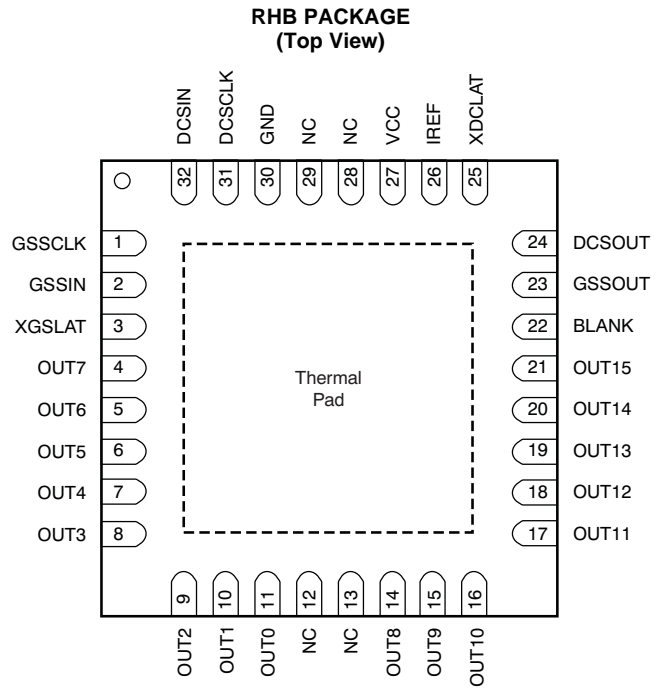 RHB PACKAGE
(Top View)
DCSIN
DCSCLK
GND
NC
NC
VCC
IREF
XDCLAT
32
31
30
29
28
27
26
25
GSSCLK 1
GSSIN 2
XGSLAT 3
OUT7 4
OUT6 5
OUT5 6
OUT4 7
OUT3 8
Thermal
Pad
24 DCSOUT
23 GSSOUT
22 BLANK
21 OUT15
20 OUT14
19 OUT13
18 OUT12
17 OUT11
9
10
11
12
13
14
15
16
OUT2
OUT1
OUT0
NC
NC
OUT8
OUT9
OUT10